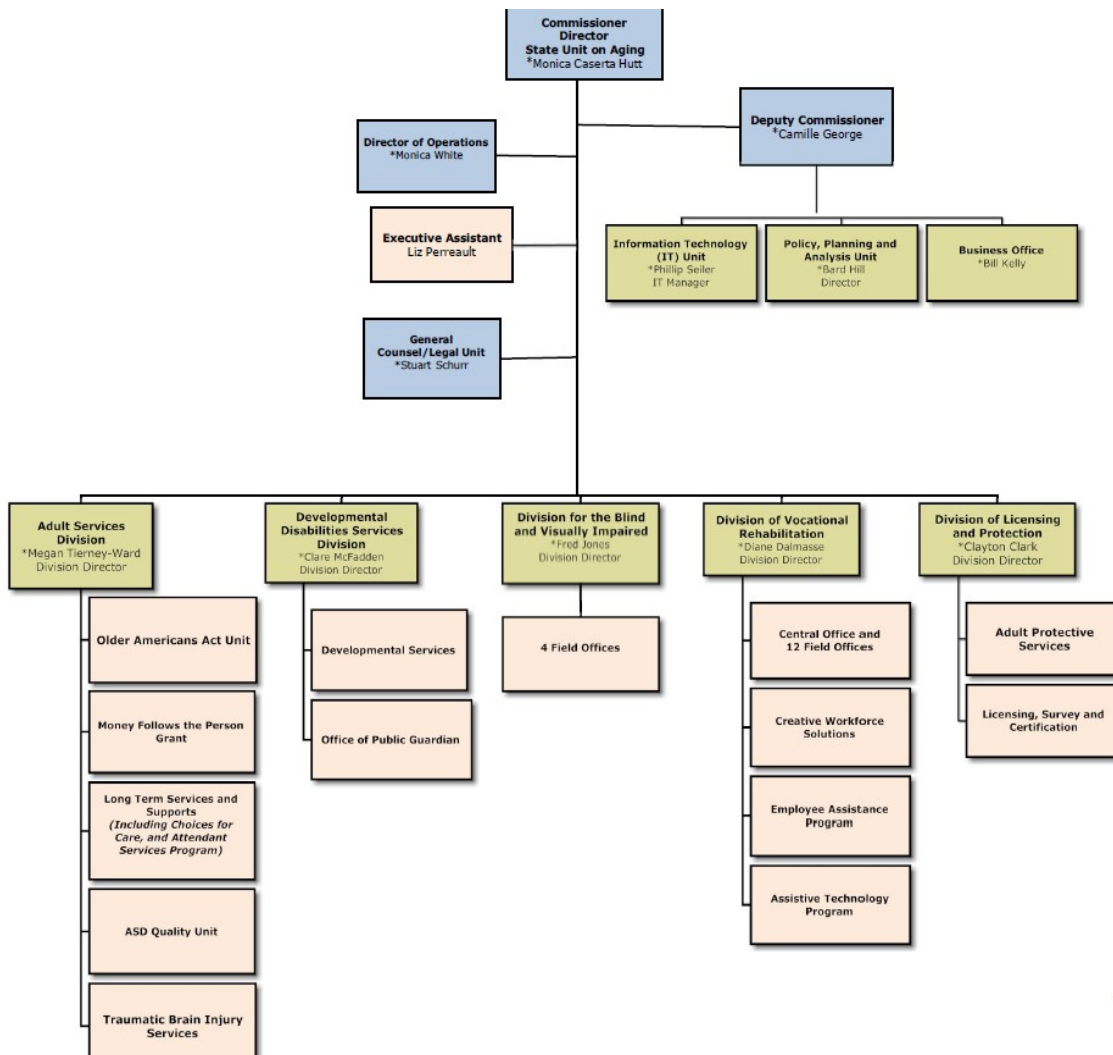 Commissioner
Director
State Unit on Aging
*Monica Caserta Hutt
Deputy Commissioner
*Camille George
Director of Operations
*Monica White
Executive Assistant
Liz Perreault
Information Technology
(IT) Unit
*Phillip Seiler
IT Manager
Policy, Planning and
Analysis Unit
*Bard Hill
Director
Business Office
*Bill Kelly
General
Counsel/Legal Unit
*Stuart Schurr
Adult Services
Division
*Megan Tierney-Ward
Division Director
Older Americans Act Unit
Money Follows the Person
Grant
Long Term Services and
Supports
(Including Choices for
Care, and Attendant
Services Program)
ASD Quality Unit
Traumatic Brain Injury
Services
Developmental
Disabilities Services
Division
*Clare McFadden
Division Director
Developmental Services
Office of Public Guardian
Division for the Blind
and Visually Impaired
*Fred Jones
Division Director
4 Field Offices
Division of Vocational
Rehabilitation
*Diane Dalmasse
Division Director
Central Office and
12 Field Offices
Creative Workforce
Solutions
Employee Assistance
Program
Assistive Technology
Program
Division of Licensing
and Protection
*Clayton Clark
Division Director
Adult Protective
Services
Licensing, Survey and
Certification